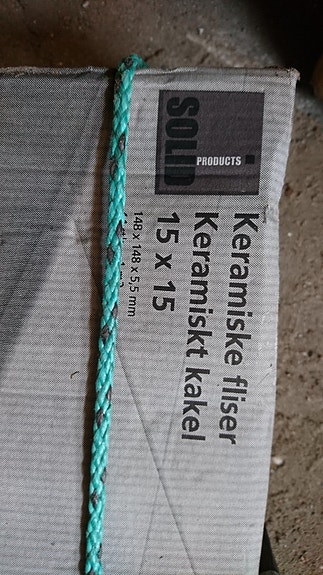 SOLID
PRODUCTS
Keramiske fliser
Keramiskt kakel
15 x 15
148 x 148 x 5,5 mm